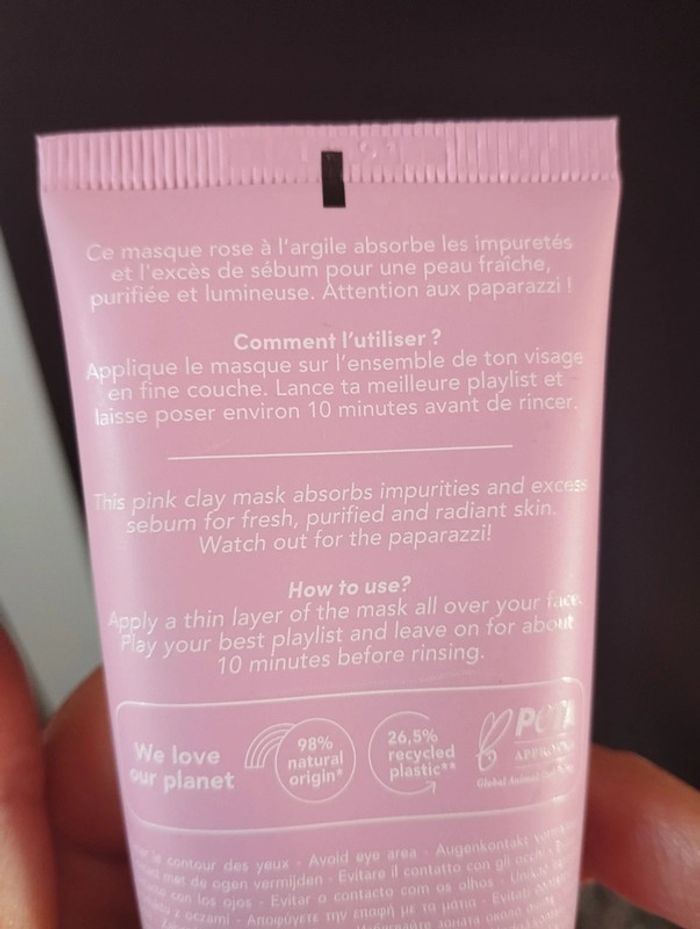 Ce masque rose à l'argile absorbe les impuretés
et l'excès de sébum pour une peau fraîche,
purifiée et lumineuse. Attention aux paparazzi !
Comment l'utiliser ?
Applique le masque sur l'ensemble de ton visage
en fine couche. Lance ta meilleure playlist et
laisse poser environ 10 minutes avant de rincer.
This pink clay mask absorbs impurities and excess
sebum for fresh, purified and radiant skin.
Watch out for the paparazzi!
How to use?
Apply a thin layer of the mask all over your face.
Play your best playlist and leave on for about
10 minutes before rinsing.
We love
our planet
98%
natural
origin*
26,5%
recycled
plastic**
PETA
APPROVED
Global Animal
le contour des yeux - Avoid eye area - Augenkontakt
met de ogen vermijden - Evitare il contatto con gli occhi
con los ojos - Evitar o contacto com os olhos
z oczami - Αποφύγετε την επαφή με τα μάτια